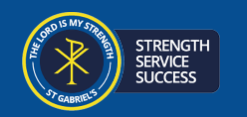 THE LORD IS MY STRENGTH
ST GABRIEL'S
STRENGTH
SERVICE
SUCCESS